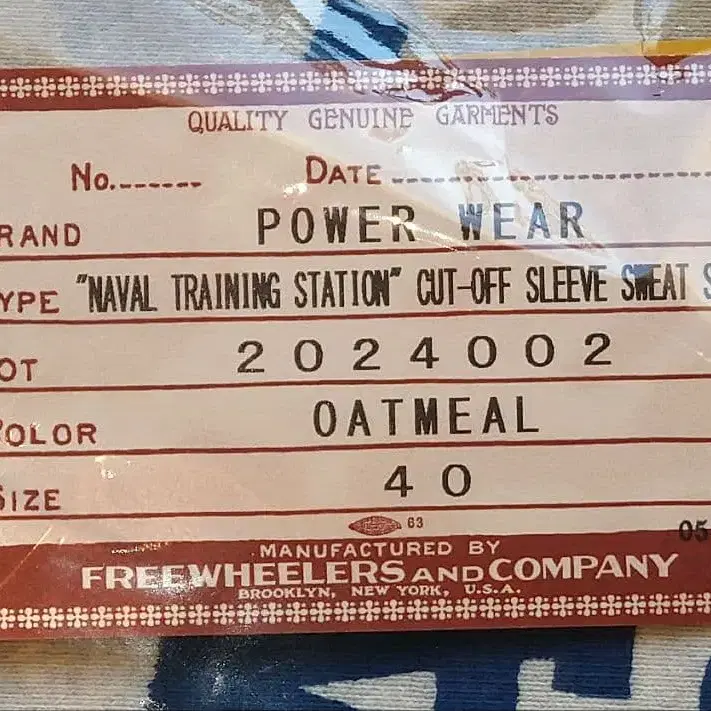 QUALITY GENUINE GARMENTS
No.------ DATE ------------------------
RAND POWER WEAR
YPE "NAVAL TRAINING STATION" CUT-OFF SLEEVE SWEAT S
OT 2024002
COLOR OATMEAL
SIZE 40
63
05
MANUFACTURED BY
FREEWHEELERS AND COMPANY
BROOKLYN, NEW YORK, U.S.A.